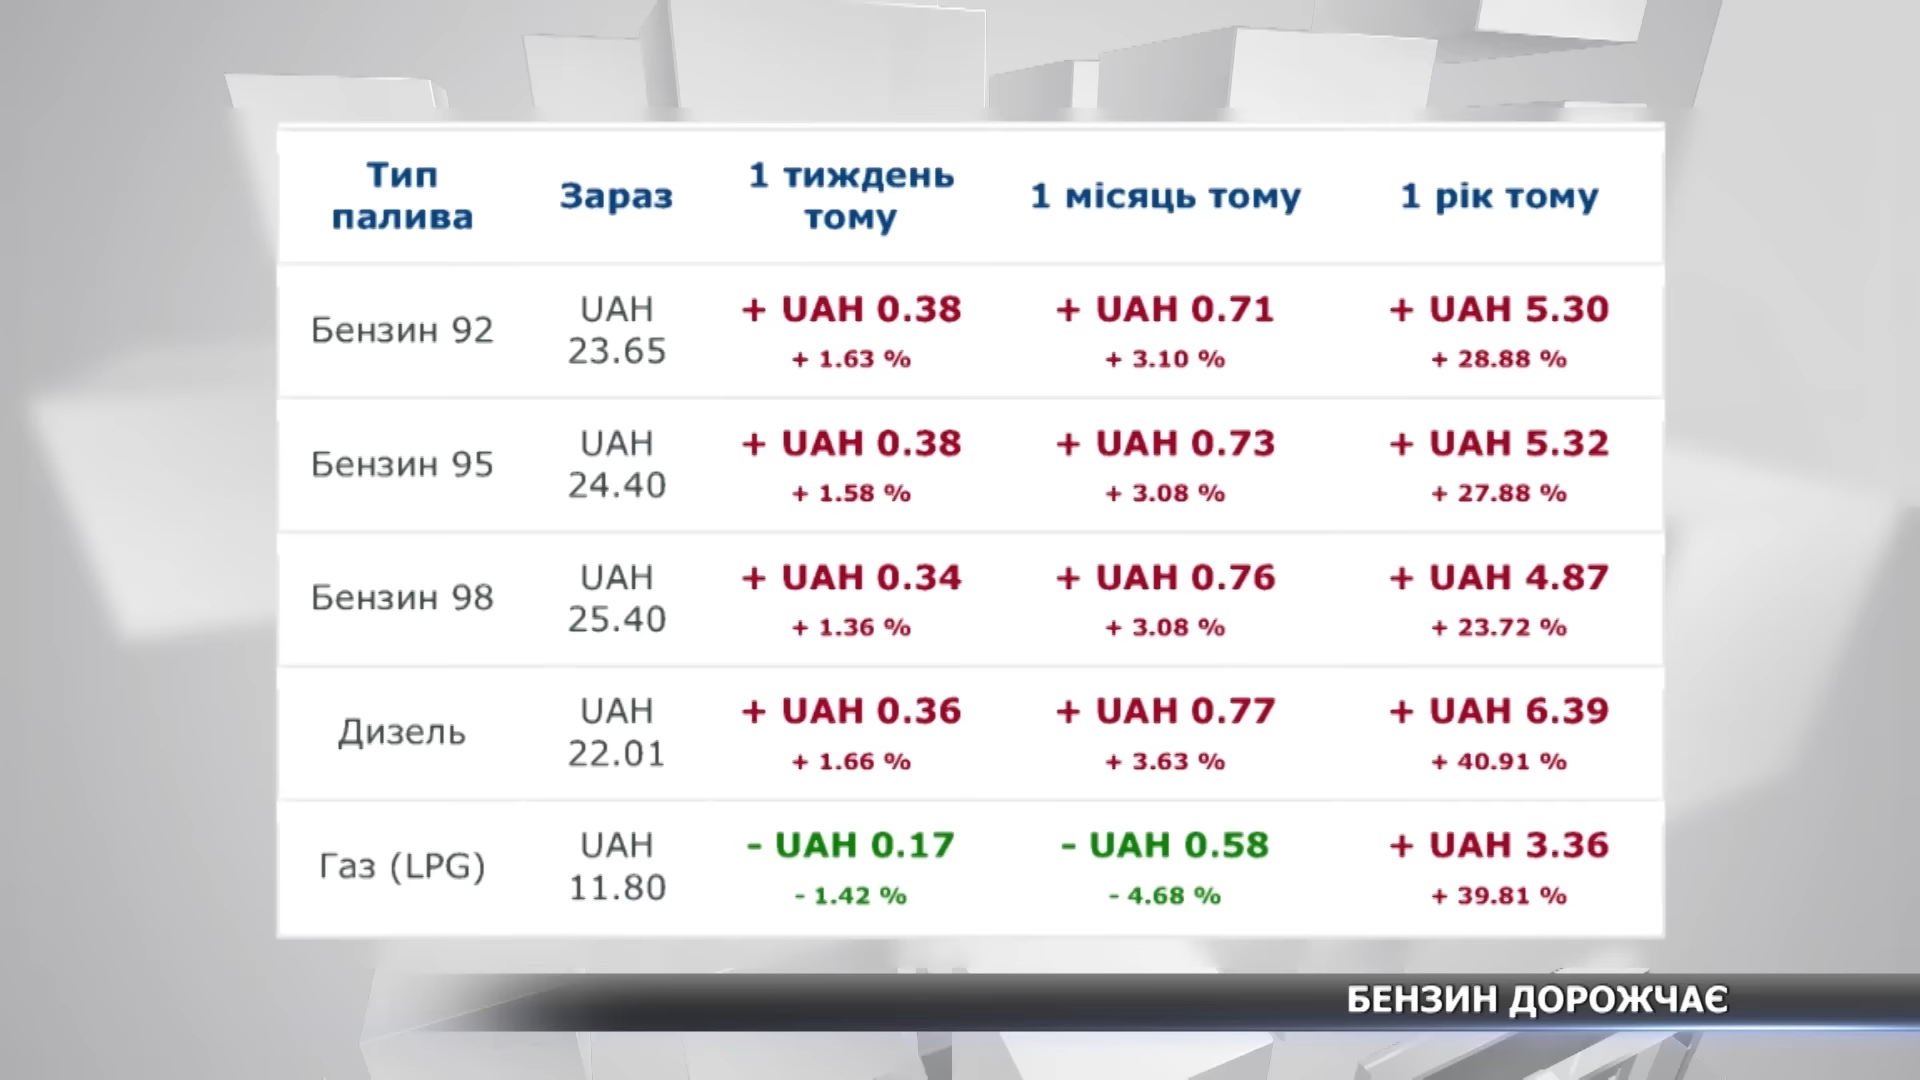 Тип палива
Зараз
1 тиждень тому
1 місяць тому
1 рік тому
Бензин 92
UAH 23.65
+ UAH 0.38
+ 1.63 %
+ UAH 0.71
+ 3.10 %
+ UAH 5.30
+ 28.88 %
Бензин 95
UAH 24.40
+ UAH 0.38
+ 1.58 %
+ UAH 0.73
+ 3.08 %
+ UAH 5.32
+ 27.88 %
Бензин 98
UAH 25.40
+ UAH 0.34
+ 1.36 %
+ UAH 0.76
+ 3.08 %
+ UAH 4.87
+ 23.72 %
Дизель
UAH 22.01
+ UAH 0.36
+ 1.66 %
+ UAH 0.77
+ 3.63 %
+ UAH 6.39
+ 40.91 %
Газ (LPG)
UAH 11.80
- UAH 0.17
- 1.42 %
- UAH 0.58
- 4.68 %
+ UAH 3.36
+ 39.81 %
БЕНЗИН ДОРОЖЧАЄ